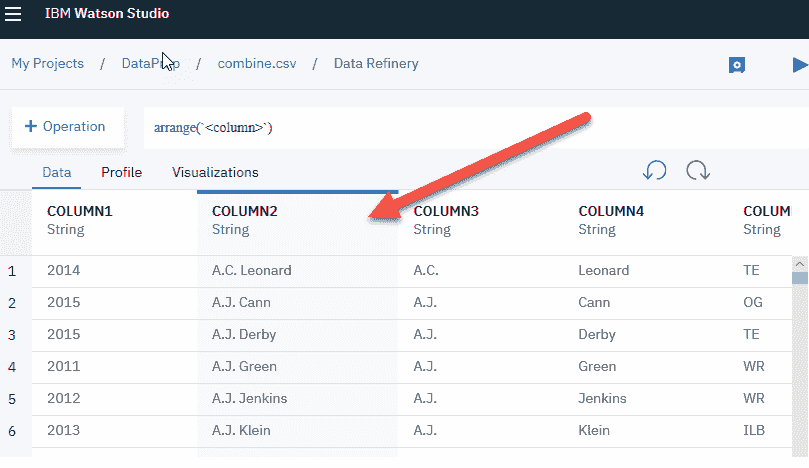 IBM Watson Studio
My Projects / DataPrep / combine.csv / Data Refinery
+ Operation arrange(`<column>`)
Data Profile Visualizations
COLUMN1 COLUMN2 COLUMN3 COLUMN4 COLUM
String String String String String
1 2014 A.C. Leonard A.C. Leonard TE
2 2015 A.J. Cann A.J. Cann OG
3 2015 A.J. Derby A.J. Derby TE
4 2011 A.J. Green A.J. Green WR
5 2012 A.J. Jenkins A.J. Jenkins WR
6 2013 A.J. Klein A.J. Klein ILB